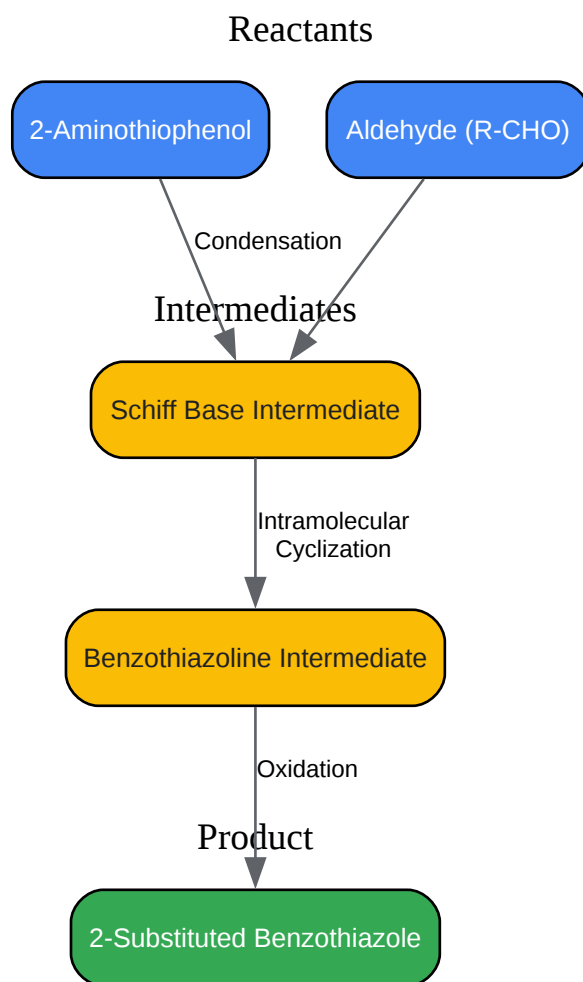 Reactants
2-Aminothiophenol
Aldehyde (R-CHO)
Condensation
Intermediates
Schiff Base Intermediate
Intramolecular
Cyclization
Benzothiazoline Intermediate
Oxidation
Product
2-Substituted Benzothiazole